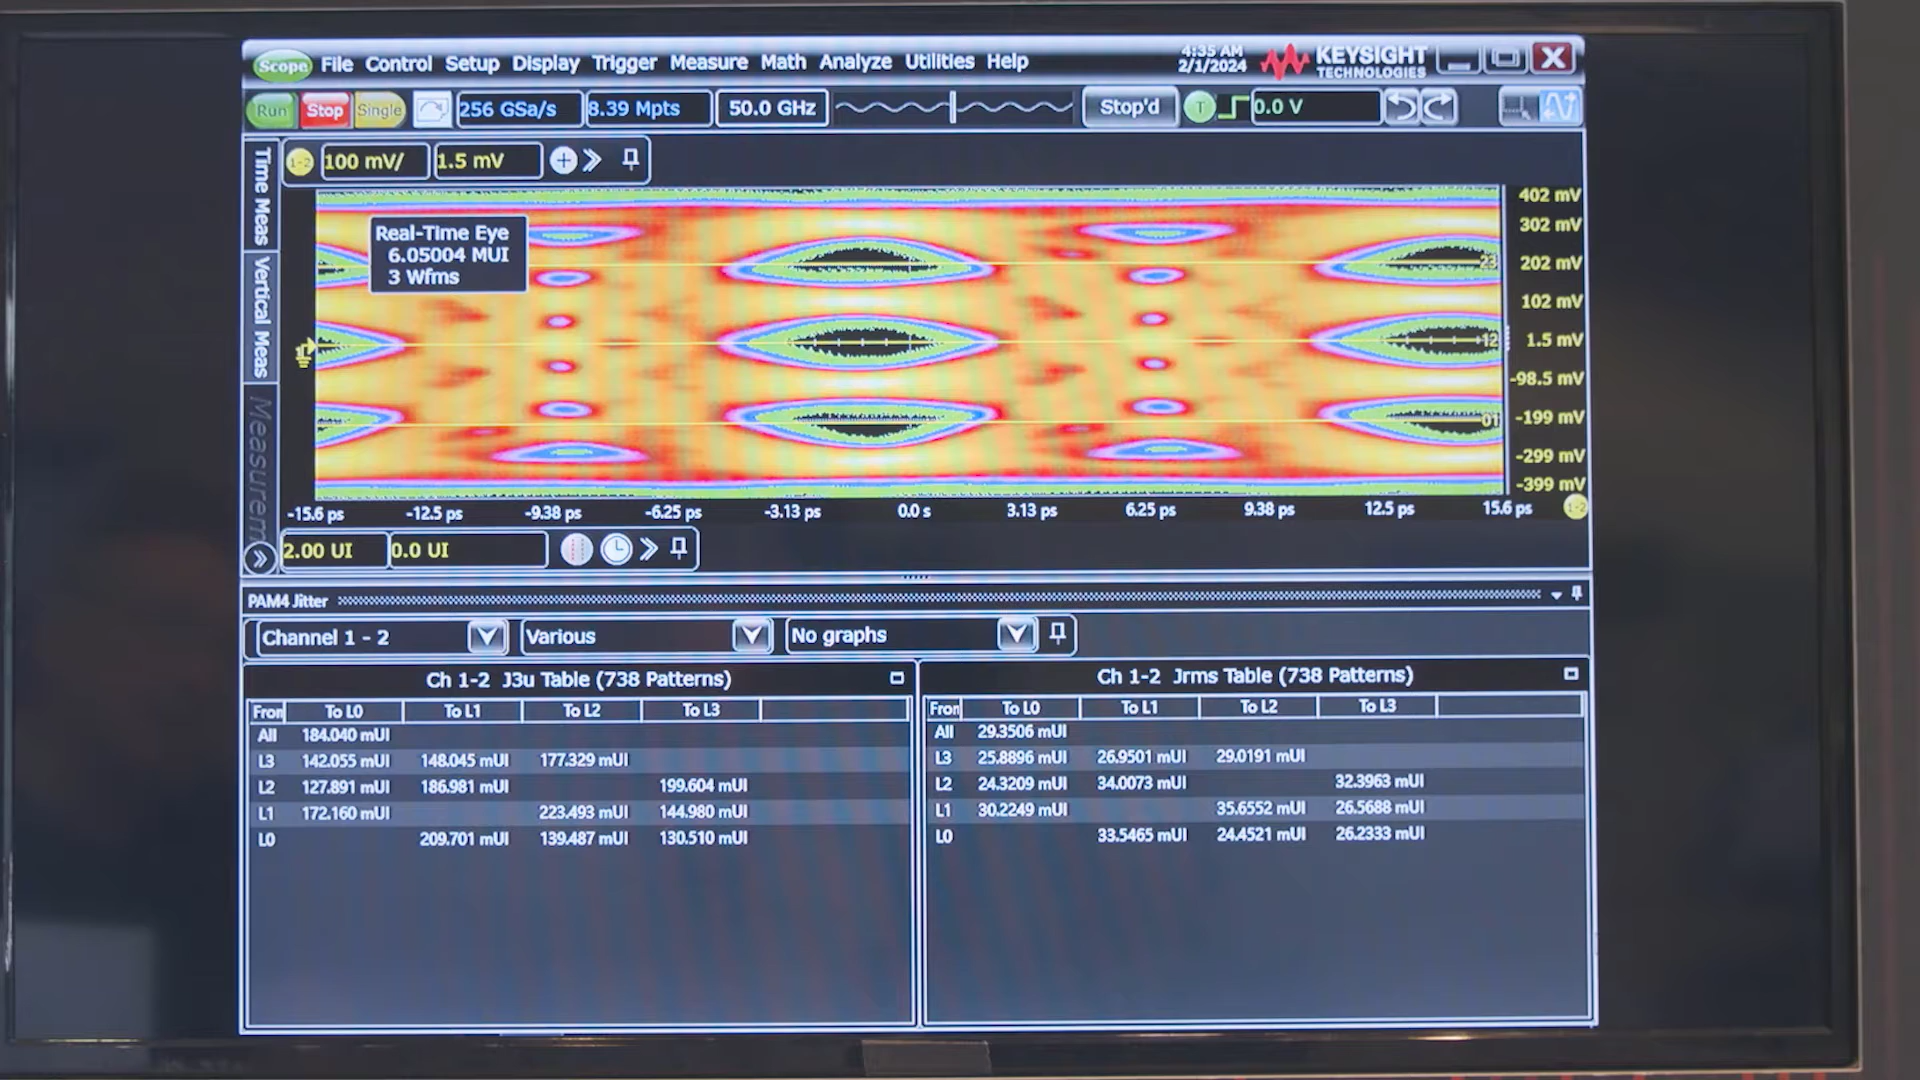 Scope File Control Setup Display Trigger Measure Math Analyze Utilities Help
4:35 AM
2/1/2024
KEYSIGHT
TECHNOLOGIES
X
Run Stop Single 256 GSa/s 8.39 Mpts 50.0 GHz Stop'd T 0.0 V
1-2 100 mV/ 1.5 mV
Time Meas
Vertical Meas
Measurem
Real-Time Eye
6.05004 MUI
3 Wfms
23
12
01
402 mV
302 mV
202 mV
102 mV
1.5 mV
-98.5 mV
-199 mV
-299 mV
-399 mV
-15.6 ps -12.5 ps -9.38 ps -6.25 ps -3.13 ps 0.0 s 3.13 ps 6.25 ps 9.38 ps 12.5 ps 15.6 ps 1-2
2.00 UI 0.0 UI
PAM4 Jitter
Channel 1 - 2 Various No graphs
Ch 1-2 J3u Table (738 Patterns)
From To L0 To L1 To L2 To L3
All 184.040 mUI
L3 142.055 mUI 148.045 mUI 177.329 mUI
L2 127.891 mUI 186.981 mUI 199.604 mUI
L1 172.160 mUI 223.493 mUI 144.980 mUI
L0 209.701 mUI 139.487 mUI 130.510 mUI
Ch 1-2 Jrms Table (738 Patterns)
From To L0 To L1 To L2 To L3
All 29.3506 mUI
L3 25.8896 mUI 26.9501 mUI 29.0191 mUI
L2 24.3209 mUI 34.0073 mUI 32.3963 mUI
L1 30.2249 mUI 35.6552 mUI 26.5688 mUI
L0 33.5465 mUI 24.4521 mUI 26.2333 mUI